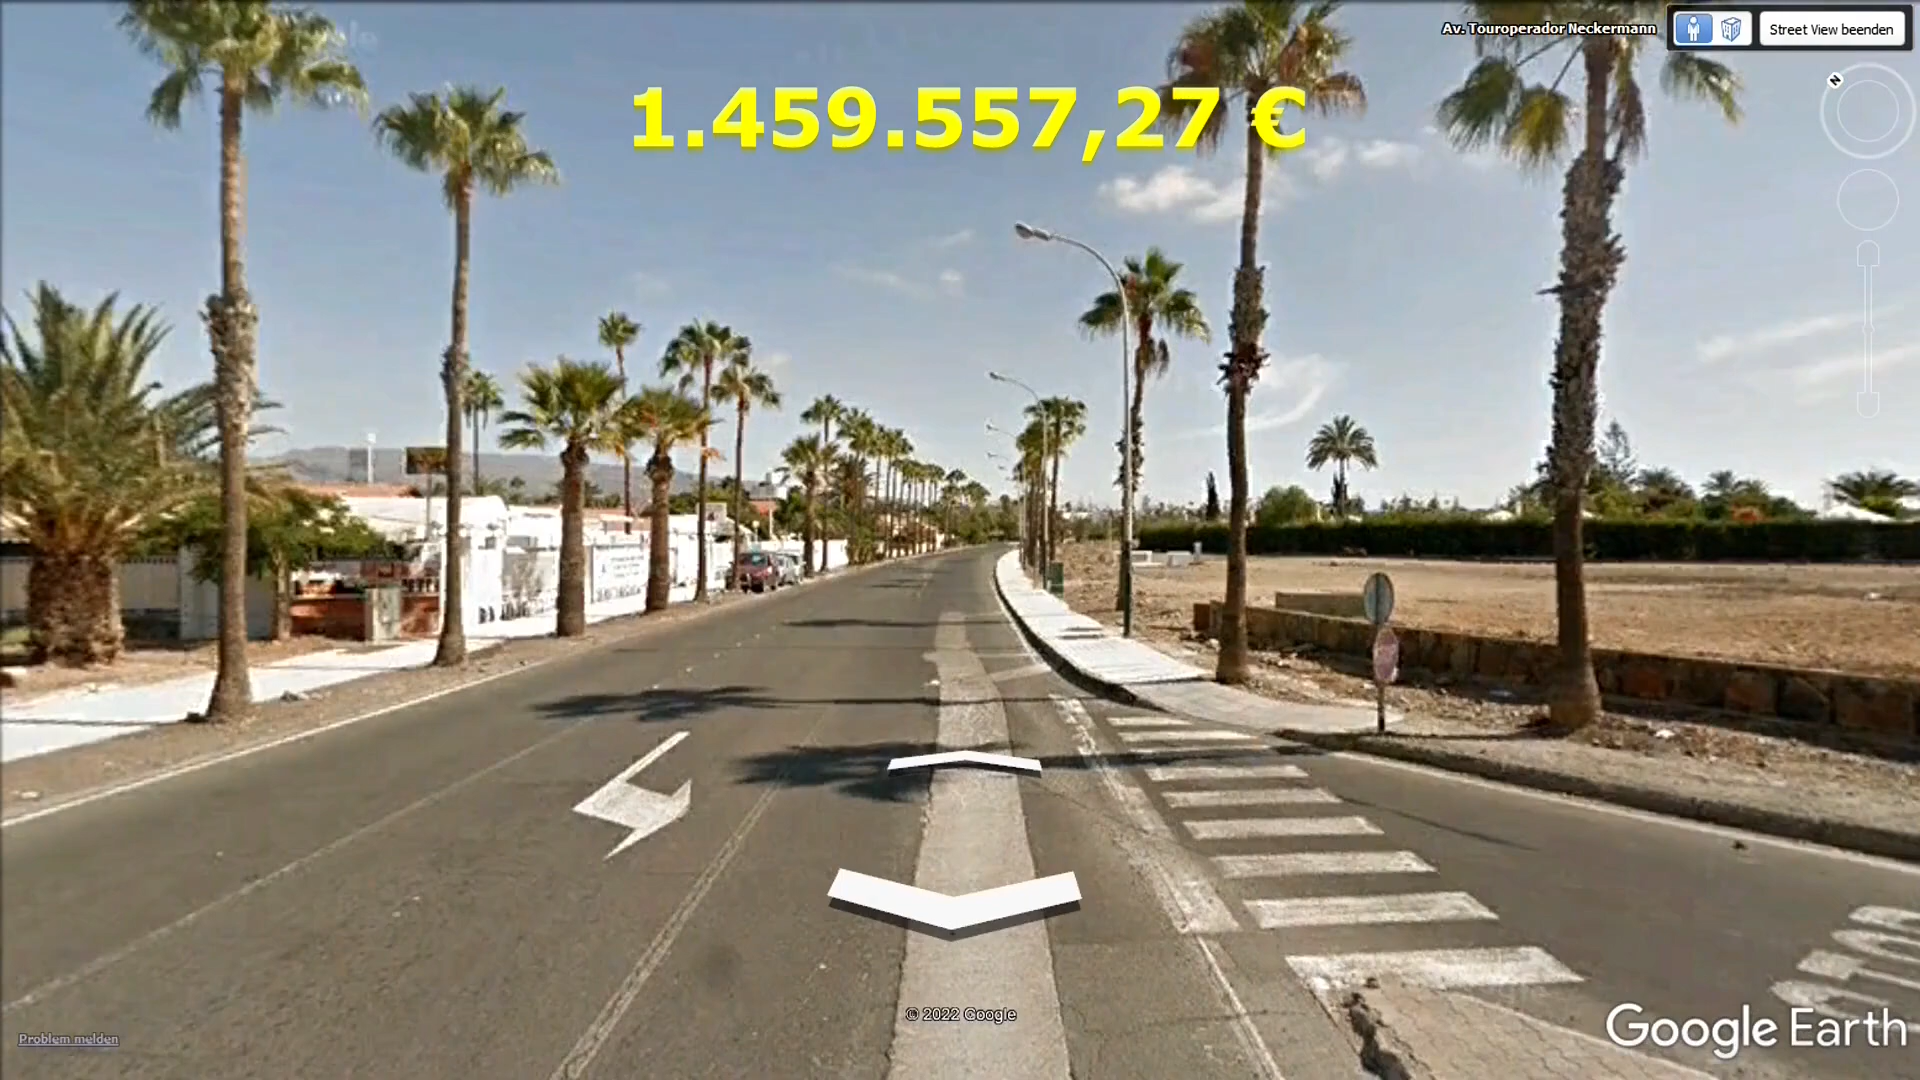 Av. Touroperador Neckermann
Street View beenden
1.459.557,27 €
© 2022 Google
Problem melden
Google Earth